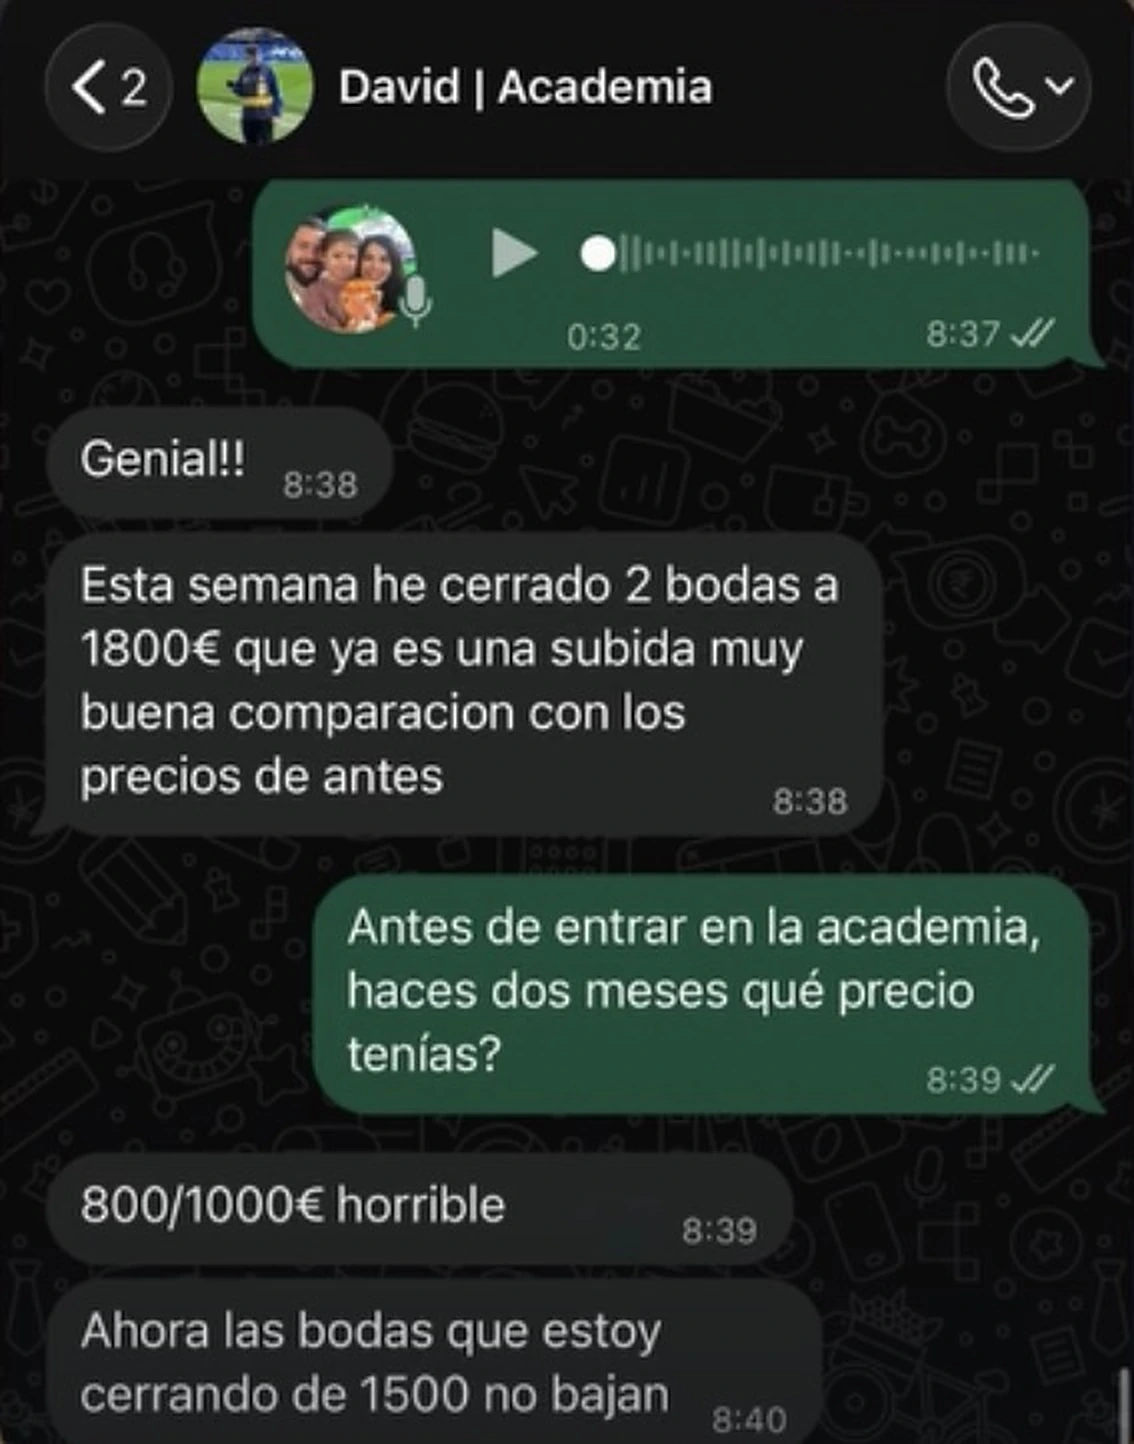 2
David | Academia
0:32
8:37
Genial!!
8:38
Esta semana he cerrado 2 bodas a
1800€ que ya es una subida muy
buena comparacion con los
precios de antes
8:38
Antes de entrar en la academia,
haces dos meses qué precio
tenías?
8:39
800/1000€ horrible
8:39
Ahora las bodas que estoy
cerrando de 1500 no bajan
8:40